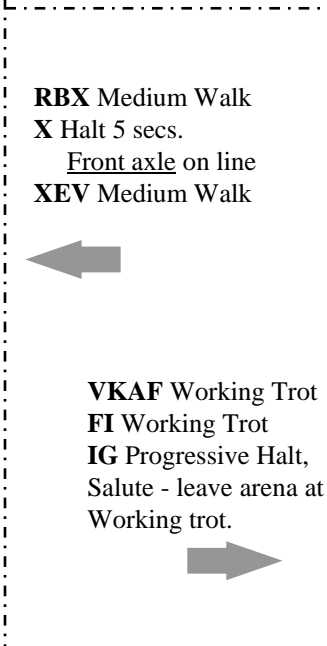 RBX Medium Walk
X Halt 5 secs.
Front axle on line
XEV Medium Walk
VKAF Working Trot
FI Working Trot
IG Progressive Halt,
Salute - leave arena at
Working trot.